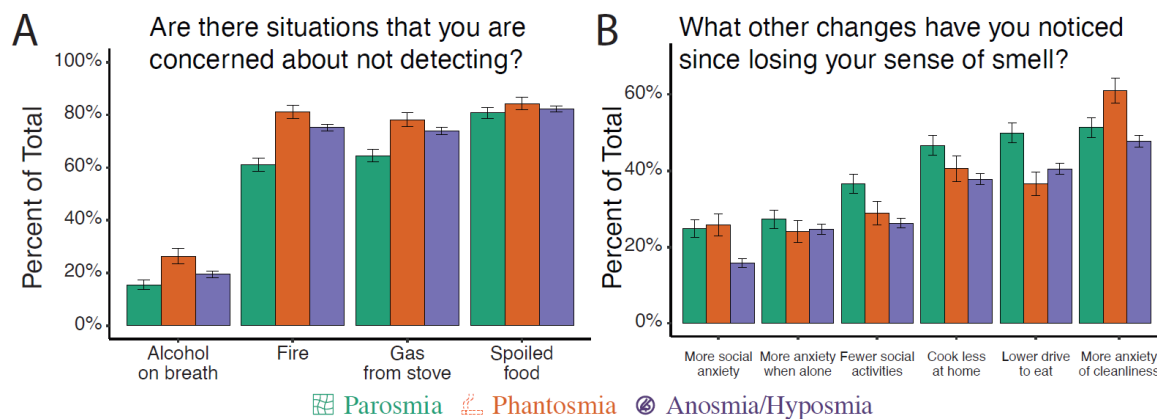 A
Are there situations that you are
concerned about not detecting?
Percent of Total
100%
80%
60%
40%
20%
0%
Alcohol
on breath
Fire
Gas
from stove
Spoiled
food
B
What other changes have you noticed
since losing your sense of smell?
Percent of Total
60%
40%
20%
0%
More social
anxiety
More anxiety
when alone
Fewer social
activities
Cook less
at home
Lower drive
to eat
More anxiety
of cleanliness
Parosmia Phantosmia Anosmia/Hyposmia